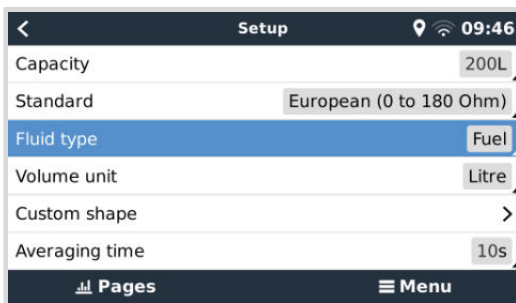 Setup 09:46
Capacity 200L
Standard European (0 to 180 Ohm)
Fluid type Fuel
Volume unit Litre
Custom shape
Averaging time 10s
Pages Menu